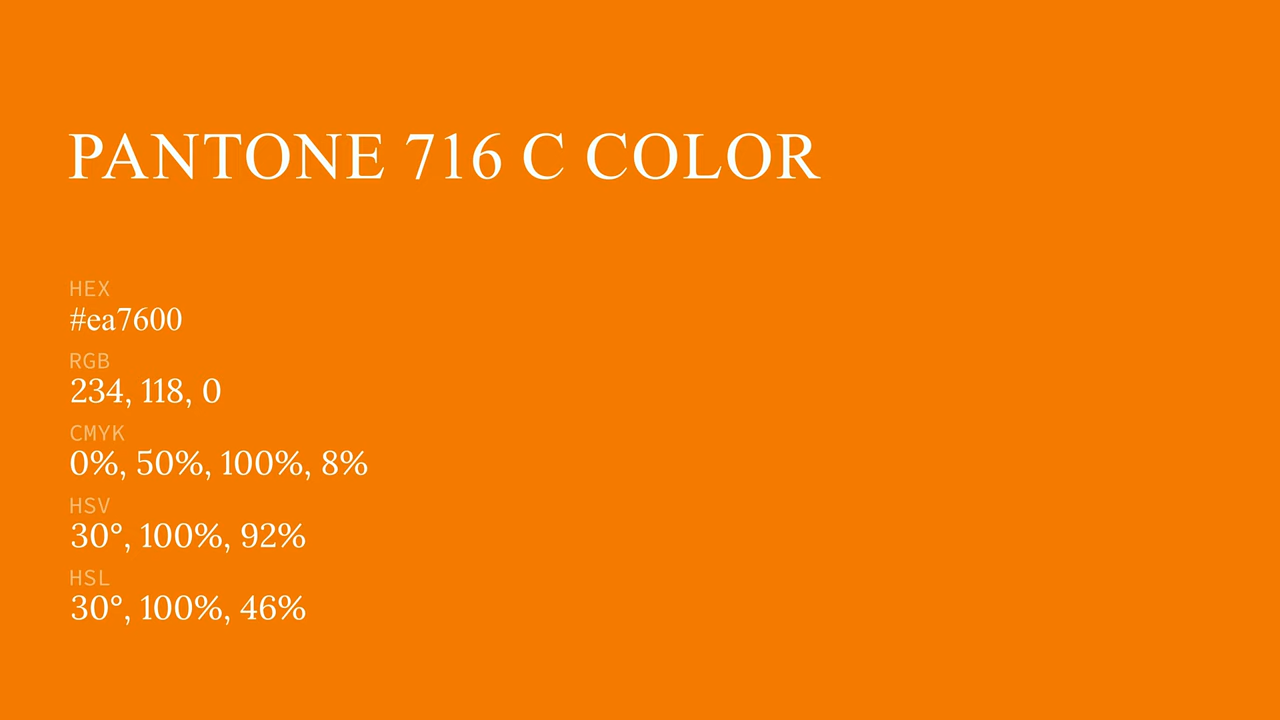 PANTONE 716 C COLOR
HEX
#ea7600
RGB
234, 118, 0
CMYK
0%, 50%, 100%, 8%
HSV
30°, 100%, 92%
HSL
30°, 100%, 46%